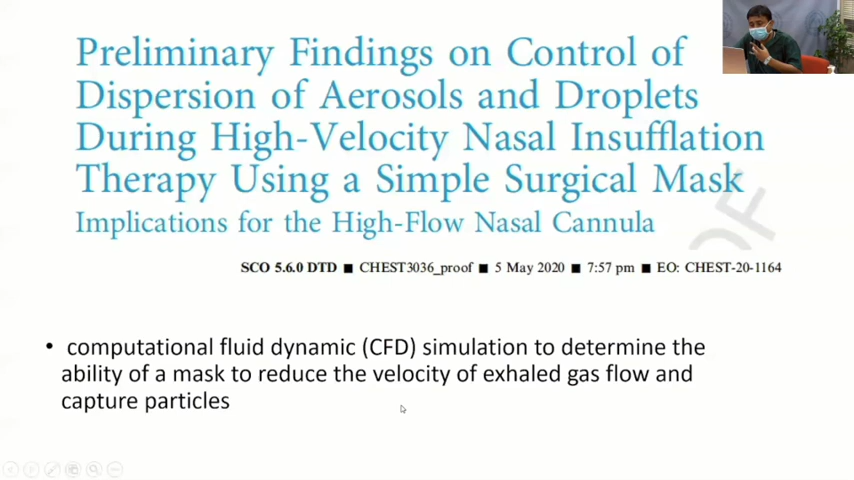 Preliminary Findings on Control of
Dispersion of Aerosols and Droplets
During High-Velocity Nasal Insufflation
Therapy Using a Simple Surgical Mask
Implications for the High-Flow Nasal Cannula
SCO 5.6.0 DTD ■ CHEST3036_proof ■ 5 May 2020 ■ 7:57 pm ■ EO: CHEST-20-1164
• computational fluid dynamic (CFD) simulation to determine the
ability of a mask to reduce the velocity of exhaled gas flow and
capture particles